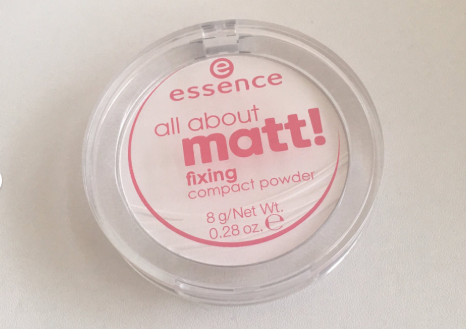 essence
all about
matt!
fixing
compact powder
8 g/Net Wt.
0.28 oz. ℮